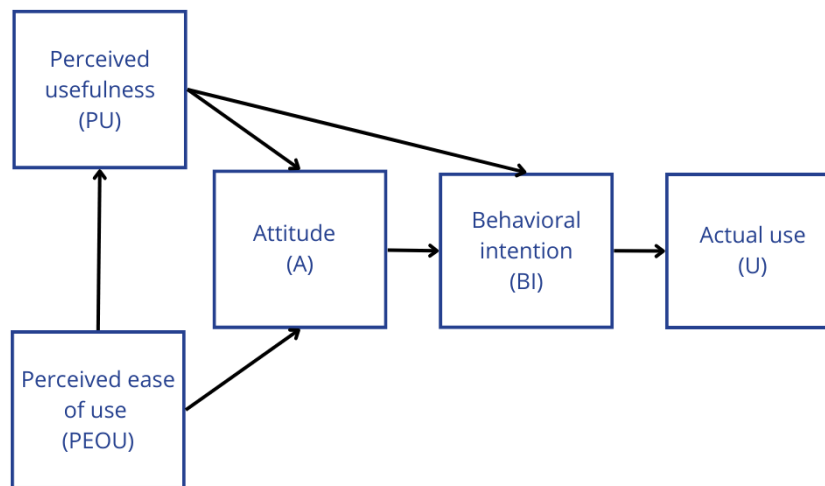 Perceived
usefulness
(PU)
Attitude
(A)
Behavioral
intention
(BI)
Actual use
(U)
Perceived ease
of use
(PEOU)